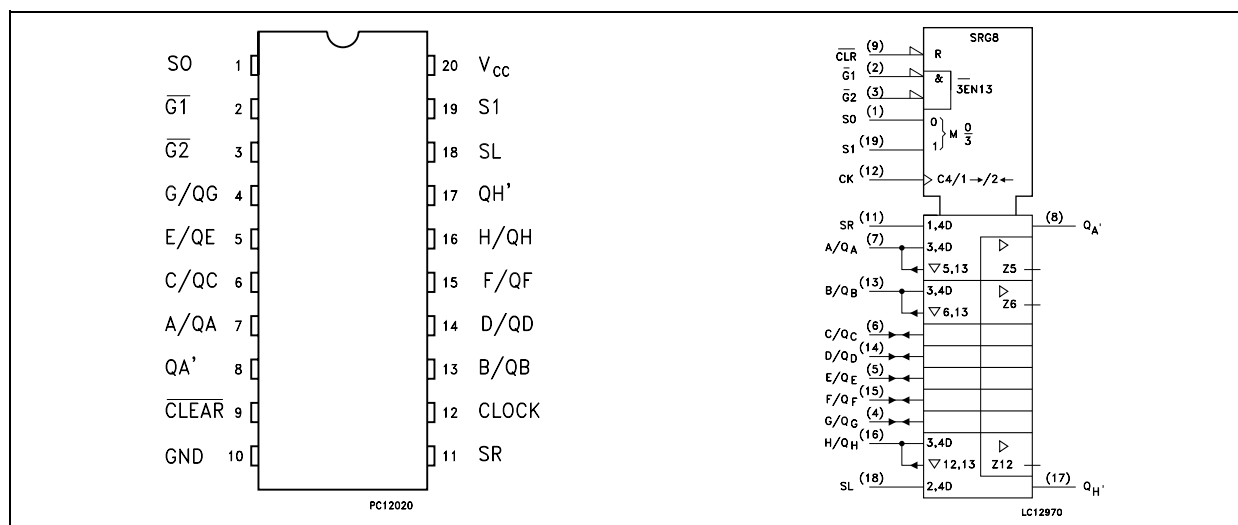 S0 1 20 VCC
G1 2 19 S1
G2 3 18 SL
G/QG 4 17 QH'
E/QE 5 16 H/QH
C/QC 6 15 F/QF
A/QA 7 14 D/QD
QA' 8 13 B/QB
CLEAR 9 12 CLOCK
GND 10 11 SR
PC12020
SRG8
CLR (9) R
G1 (2) &
3EN13
G2 (3)
S0 (1) 0
} M 0/3
S1 (19) 1
CK (12) C4/1 →/2 ←
SR (11) 1,4D (8) QA'
A/QA (7) 3,4D ▷
▽ 5,13 Z5
B/QB (13) 3,4D ▷
▽ 6,13 Z6
C/QC (6)
D/QD (14)
E/QE (5)
F/QF (15)
G/QG (4)
H/QH (16) 3,4D ▷
▽ 12,13 Z12
SL (18) 2,4D (17) QH'
LC12970